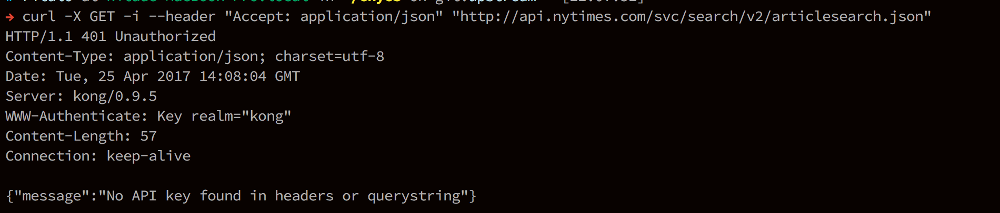 ➜ curl -X GET -i --header "Accept: application/json" "http://api.nytimes.com/svc/search/v2/articlesearch.json"
HTTP/1.1 401 Unauthorized
Content-Type: application/json; charset=utf-8
Date: Tue, 25 Apr 2017 14:08:04 GMT
Server: kong/0.9.5
WWW-Authenticate: Key realm="kong"
Content-Length: 57
Connection: keep-alive
{"message":"No API key found in headers or querystring"}